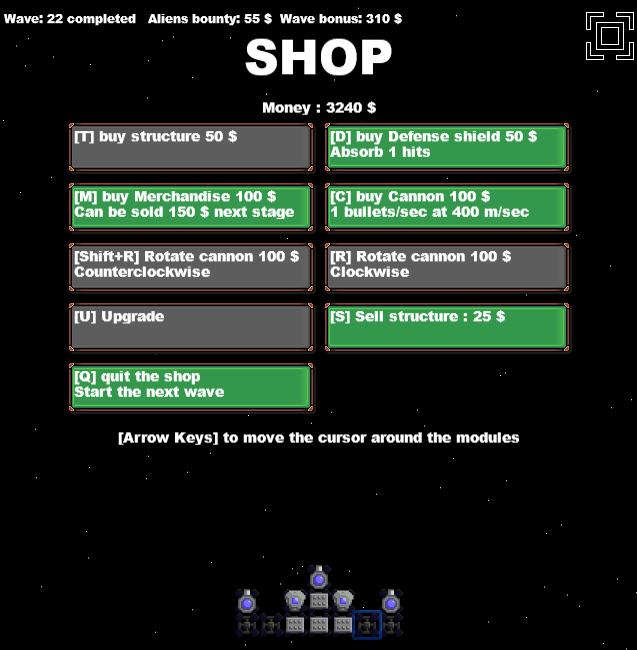 Wave: 22 completed Aliens bounty: 55 $ Wave bonus: 310 $
SHOP
Money : 3240 $
[T] buy structure 50 $
[D] buy Defense shield 50 $
Absorb 1 hits
[M] buy Merchandise 100 $
Can be sold 150 $ next stage
[C] buy Cannon 100 $
1 bullets/sec at 400 m/sec
[Shift+R] Rotate cannon 100 $
Counterclockwise
[R] Rotate cannon 100 $
Clockwise
[U] Upgrade
[S] Sell structure : 25 $
[Q] quit the shop
Start the next wave
[Arrow Keys] to move the cursor around the modules